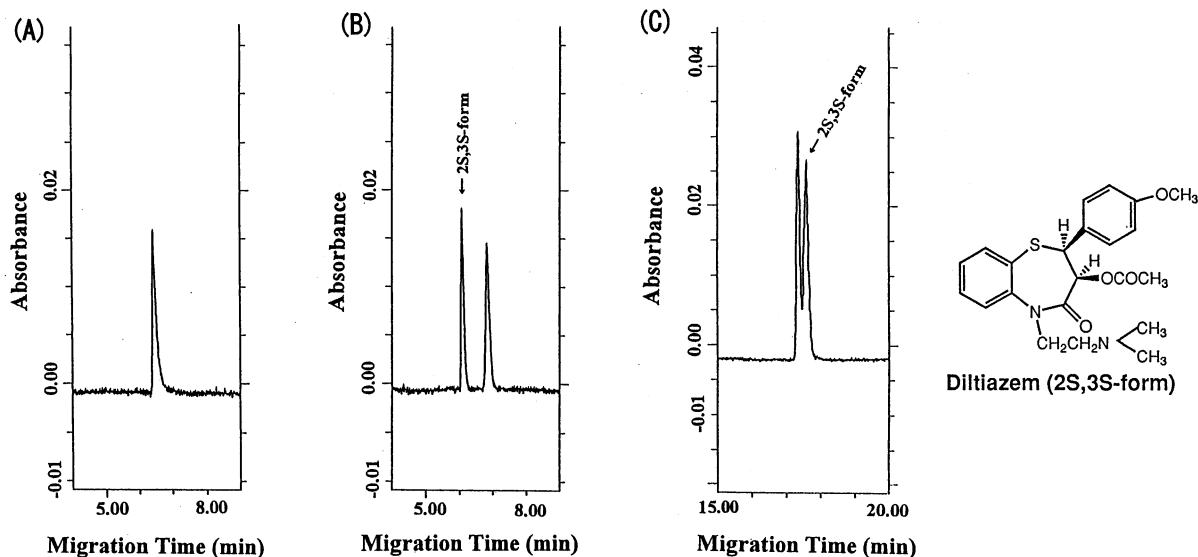 (A)
Absorbance
0.02
0.00
-0.01
5.00 8.00
Migration Time (min)
(B)
Absorbance
0.02
0.00
-0.01
← 2S,3S-form
5.00 8.00
Migration Time (min)
(C)
Absorbance
0.04
0.02
0.00
-0.01
← 2S,3S-form
15.00 20.00
Migration Time (min)
OCH3
H
S
H
OCOCH3
N
O
CH2CH2N
CH3
CH3
Diltiazem (2S,3S-form)